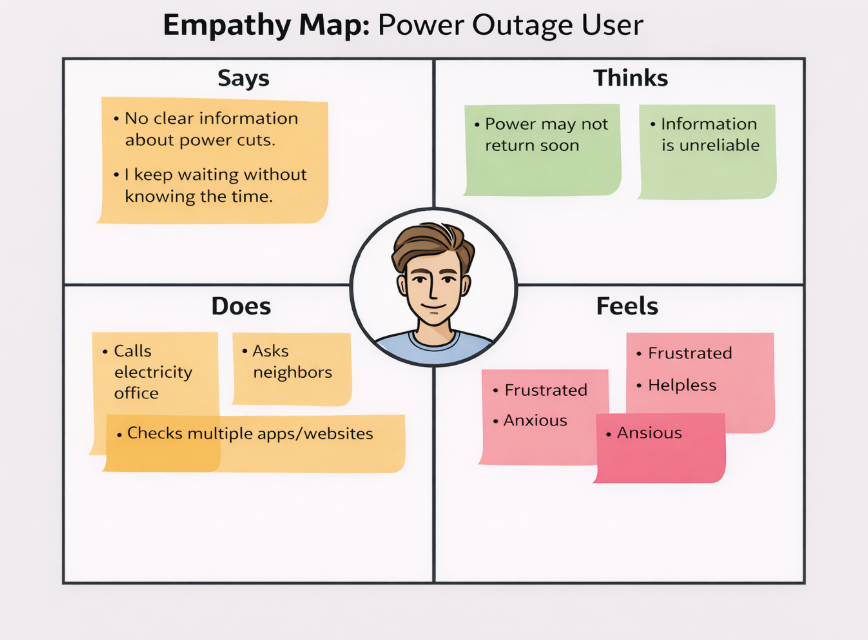 Empathy Map: Power Outage User
Says
• No clear information
about power cuts.
• I keep waiting without
knowing the time.
Thinks
• Power may not
return soon
• Information
is unreliable
Does
• Calls
electricity
office
• Asks
neighbors
• Checks multiple apps/websites
Feels
• Frustrated
• Anxious
• Frustrated
• Helpless
• Ansious